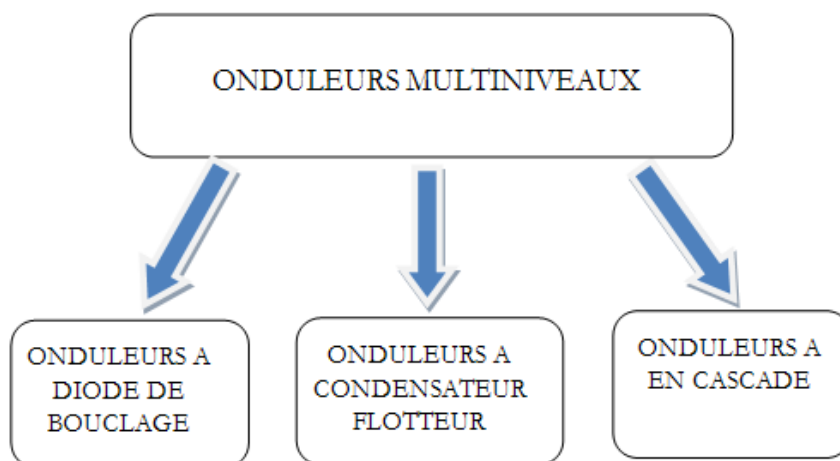 ONDULEURS MULTINIVEAUX
ONDULEURS A
DIODE DE
BOUCLAGE
ONDULEURS A
CONDENSATEUR
FLOTTEUR
ONDULEURS A
EN CASCADE